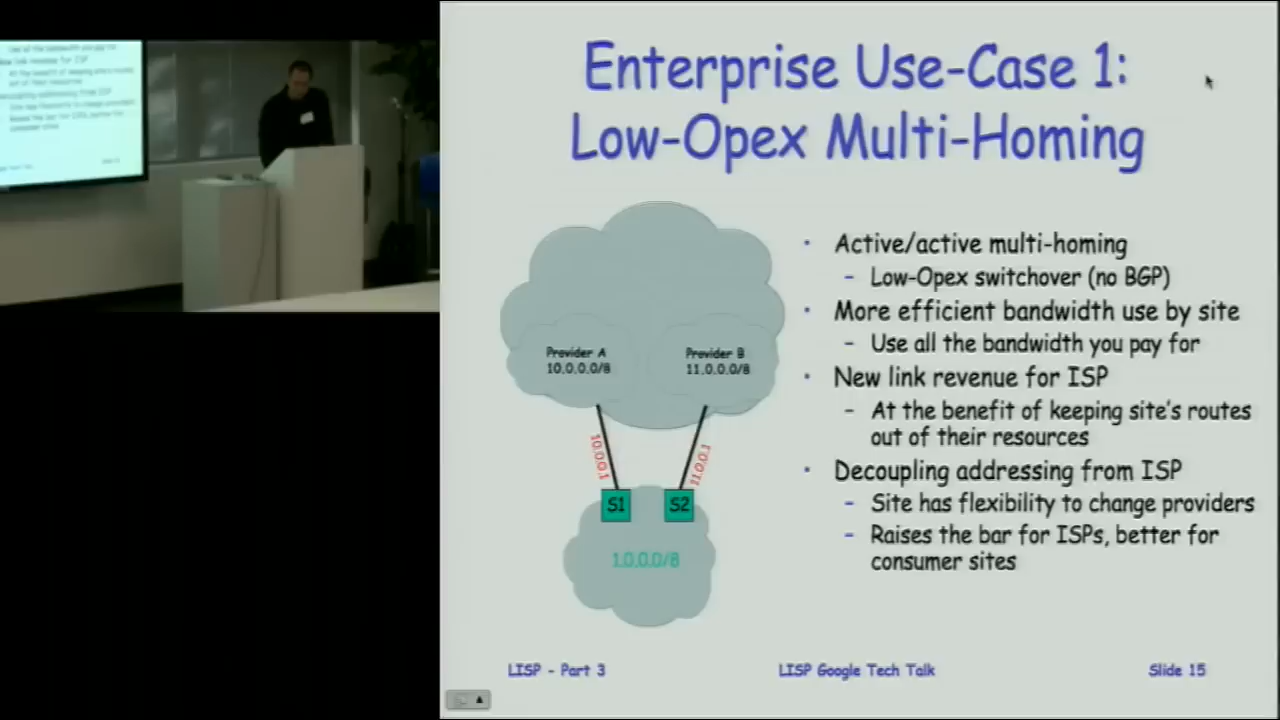 Enterprise Use-Case 1:
Low-Opex Multi-Homing
Provider A
10.0.0.0/8
Provider B
11.0.0.0/8
10.0.0.1
11.0.0.1
S1
S2
1.0.0.0/8
· Active/active multi-homing
- Low-Opex switchover (no BGP)
· More efficient bandwidth use by site
- Use all the bandwidth you pay for
· New link revenue for ISP
- At the benefit of keeping site's routes
out of their resources
· Decoupling addressing from ISP
- Site has flexibility to change providers
- Raises the bar for ISPs, better for
consumer sites
LISP - Part 3
LISP Google Tech Talk
Slide 15